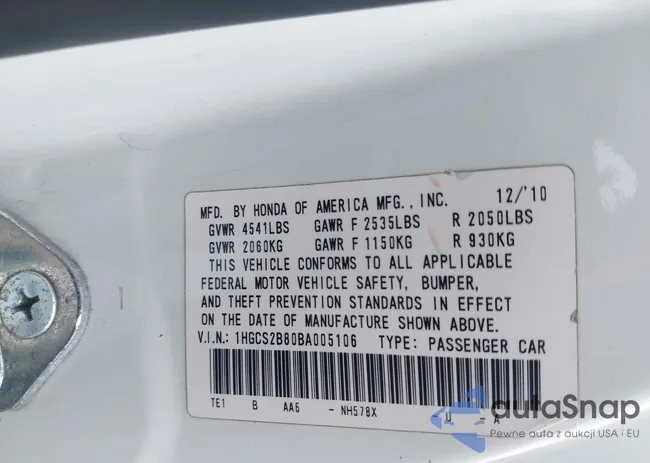 MFD. BY HONDA OF AMERICA MFG., INC. 12/'10
GVWR 4541LBS GAWR F 2535LBS R 2050LBS
GVWR 2060KG GAWR F 1150KG R 930KG
THIS VEHICLE CONFORMS TO ALL APPLICABLE
FEDERAL MOTOR VEHICLE SAFETY, BUMPER,
AND THEFT PREVENTION STANDARDS IN EFFECT
ON THE DATE OF MANUFACTURE SHOWN ABOVE.
V.I.N.: 1HGCS2B80BA005106 TYPE: PASSENGER CAR
TE1 B AA6 - NH578X U - A
autaSnap
Pewne auta z aukcji USA i EU